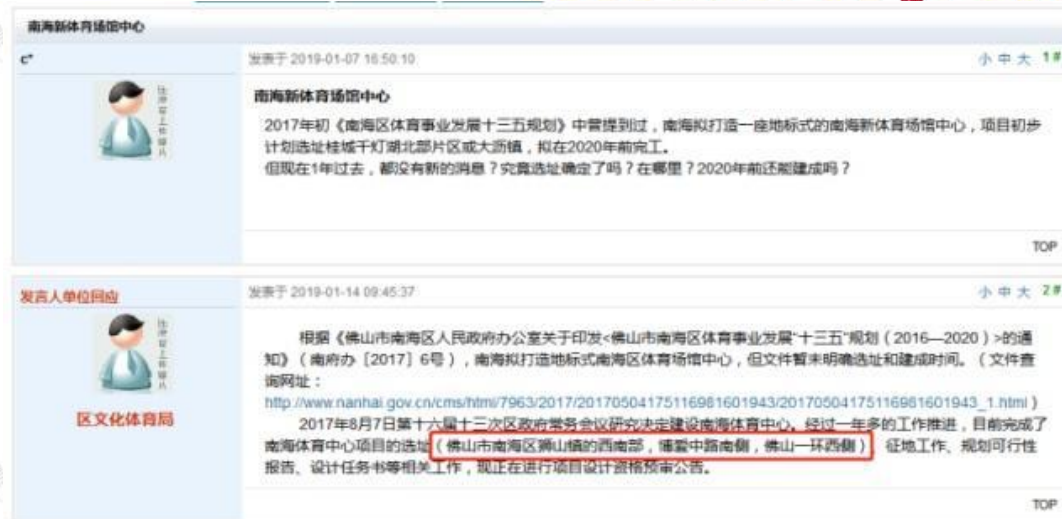 南海新体育场馆中心
c*
发表于 2019-01-07 16:50:10
小 中 大 1#
南海新体育场馆中心
2017年初《南海区体育事业发展十三五规划》中曾提到过，南海拟打造一座地标式的南海新体育场馆中心，项目初步
计划选址桂城千灯湖北部片区或大沥镇，拟在2020年前完工。
但现在1年过去，都没有新的消息？究竟选址确定了吗？在哪里？2020年前还能建成吗？
TOP
发言人单位回应
发表于 2019-01-14 09:45:37
小 中 大 2#
区文化体育局
根据《佛山市南海区人民政府办公室关于印发<佛山市南海区体育事业发展“十三五”规划（2016—2020）>的通
知》（南府办［2017］6号），南海拟打造地标式南海区体育场馆中心，但文件暂未明确选址和建成时间。（文件查
询网址：
http://www.nanhai.gov.cn/cms/html/7963/2017/20170504175116981601943/20170504175116981601943_1.html）
2017年8月7日第十六届十三次区政府常务会议研究决定建设南海体育中心。经过一年多的工作推进，目前完成了
南海体育中心项目的选址（佛山市南海区狮山镇的西南部，博爱中路南侧，佛山一环西侧） 征地工作、规划可行性
报告、设计任务书等相关工作，现正在进行项目设计资格预审公告。
TOP